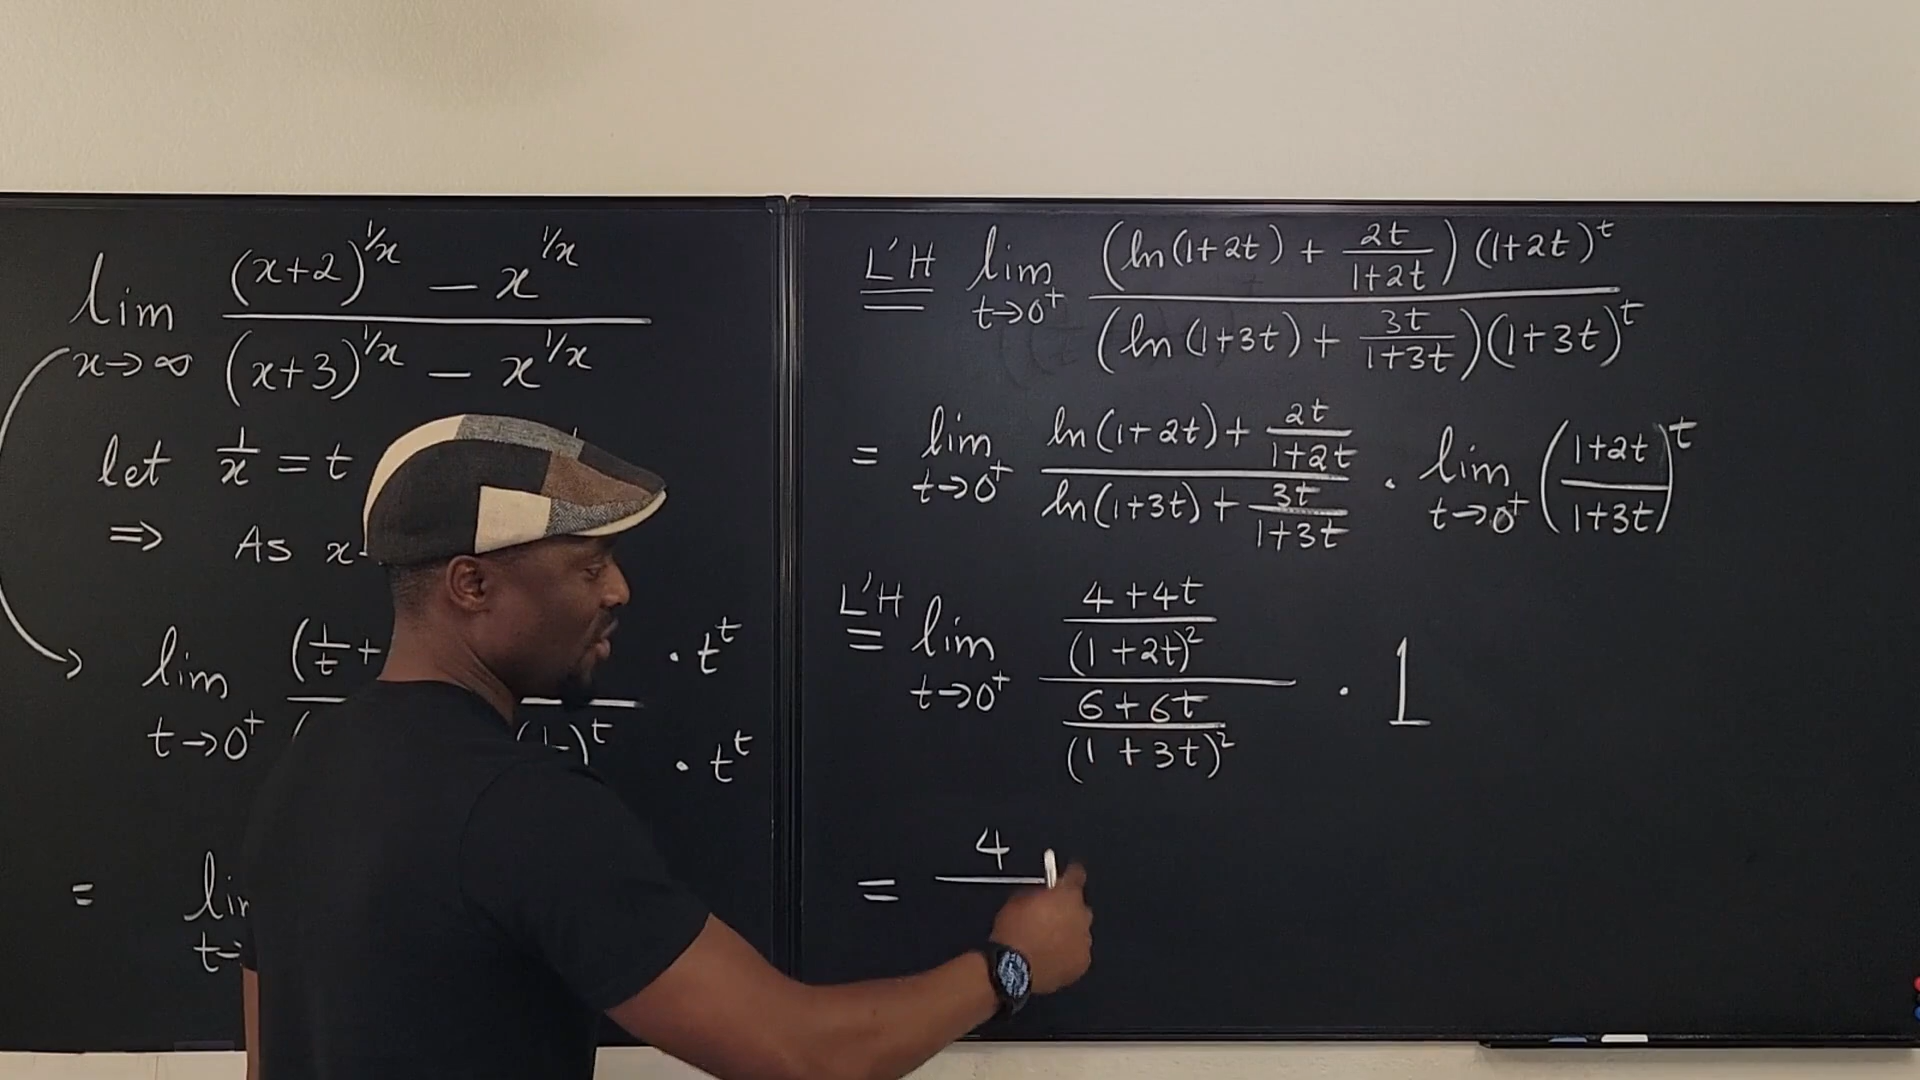 lim x→∞ ((x+2)^(1/x) − x^(1/x)) / ((x+3)^(1/x) − x^(1/x))
let 1/x = t
⇒ As x
lim t→0⁺ (1/t + · t^t
)^t · t^t
= lim t→
L'H = lim t→0⁺ ((ln(1+2t) + 2t/(1+2t)) (1+2t)^t) / ((ln(1+3t) + 3t/(1+3t)) (1+3t)^t)
= lim t→0⁺ (ln(1+2t) + 2t/(1+2t)) / (ln(1+3t) + 3t/(1+3t)) · lim t→0⁺ ((1+2t)/(1+3t))^t
L'H = lim t→0⁺ ((4+4t)/(1+2t)²) / ((6+6t)/(1+3t)²) · 1
= 4/